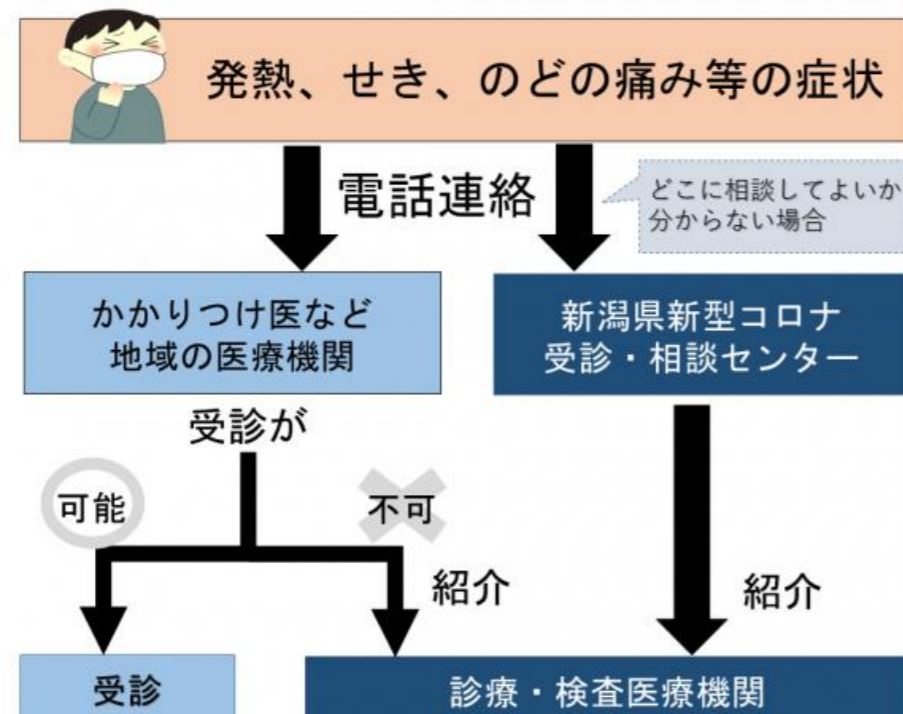 発熱、せき、のどの痛み等の症状
電話連絡
どこに相談してよいか
分からない場合
かかりつけ医など
地域の医療機関
新潟県新型コロナ
受診・相談センター
受診が
可能
不可
紹介
紹介
受診
診療・検査医療機関